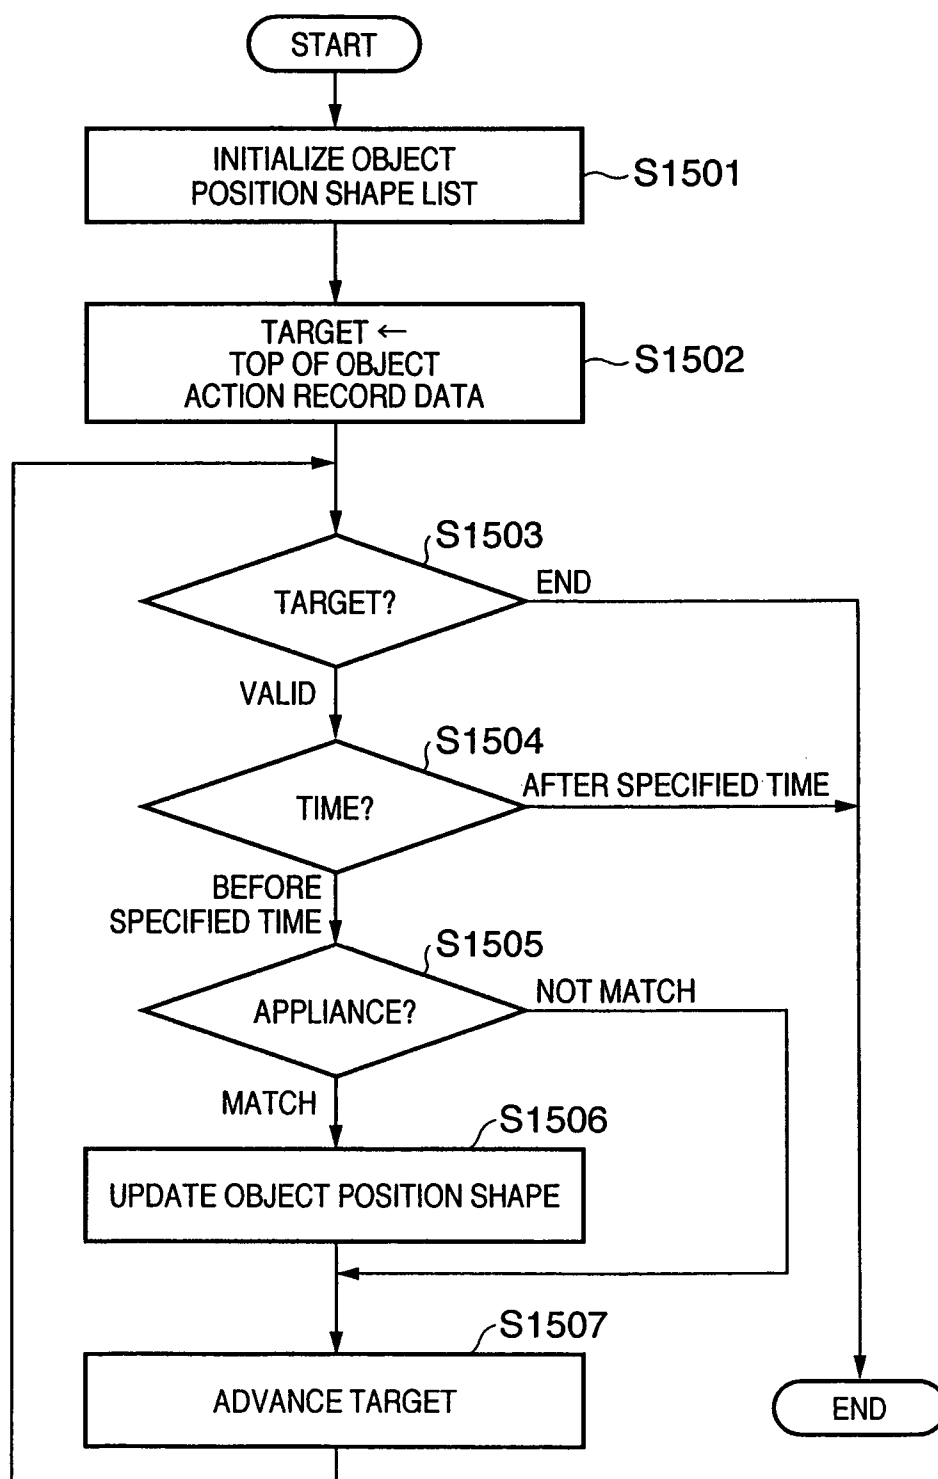 START
INITIALIZE OBJECT
POSITION SHAPE LIST
S1501
TARGET ←
TOP OF OBJECT
ACTION RECORD DATA
S1502
S1503
TARGET?
END
VALID
S1504
TIME?
AFTER SPECIFIED TIME
BEFORE
SPECIFIED TIME
S1505
APPLIANCE?
NOT MATCH
MATCH
S1506
UPDATE OBJECT POSITION SHAPE
S1507
ADVANCE TARGET
END